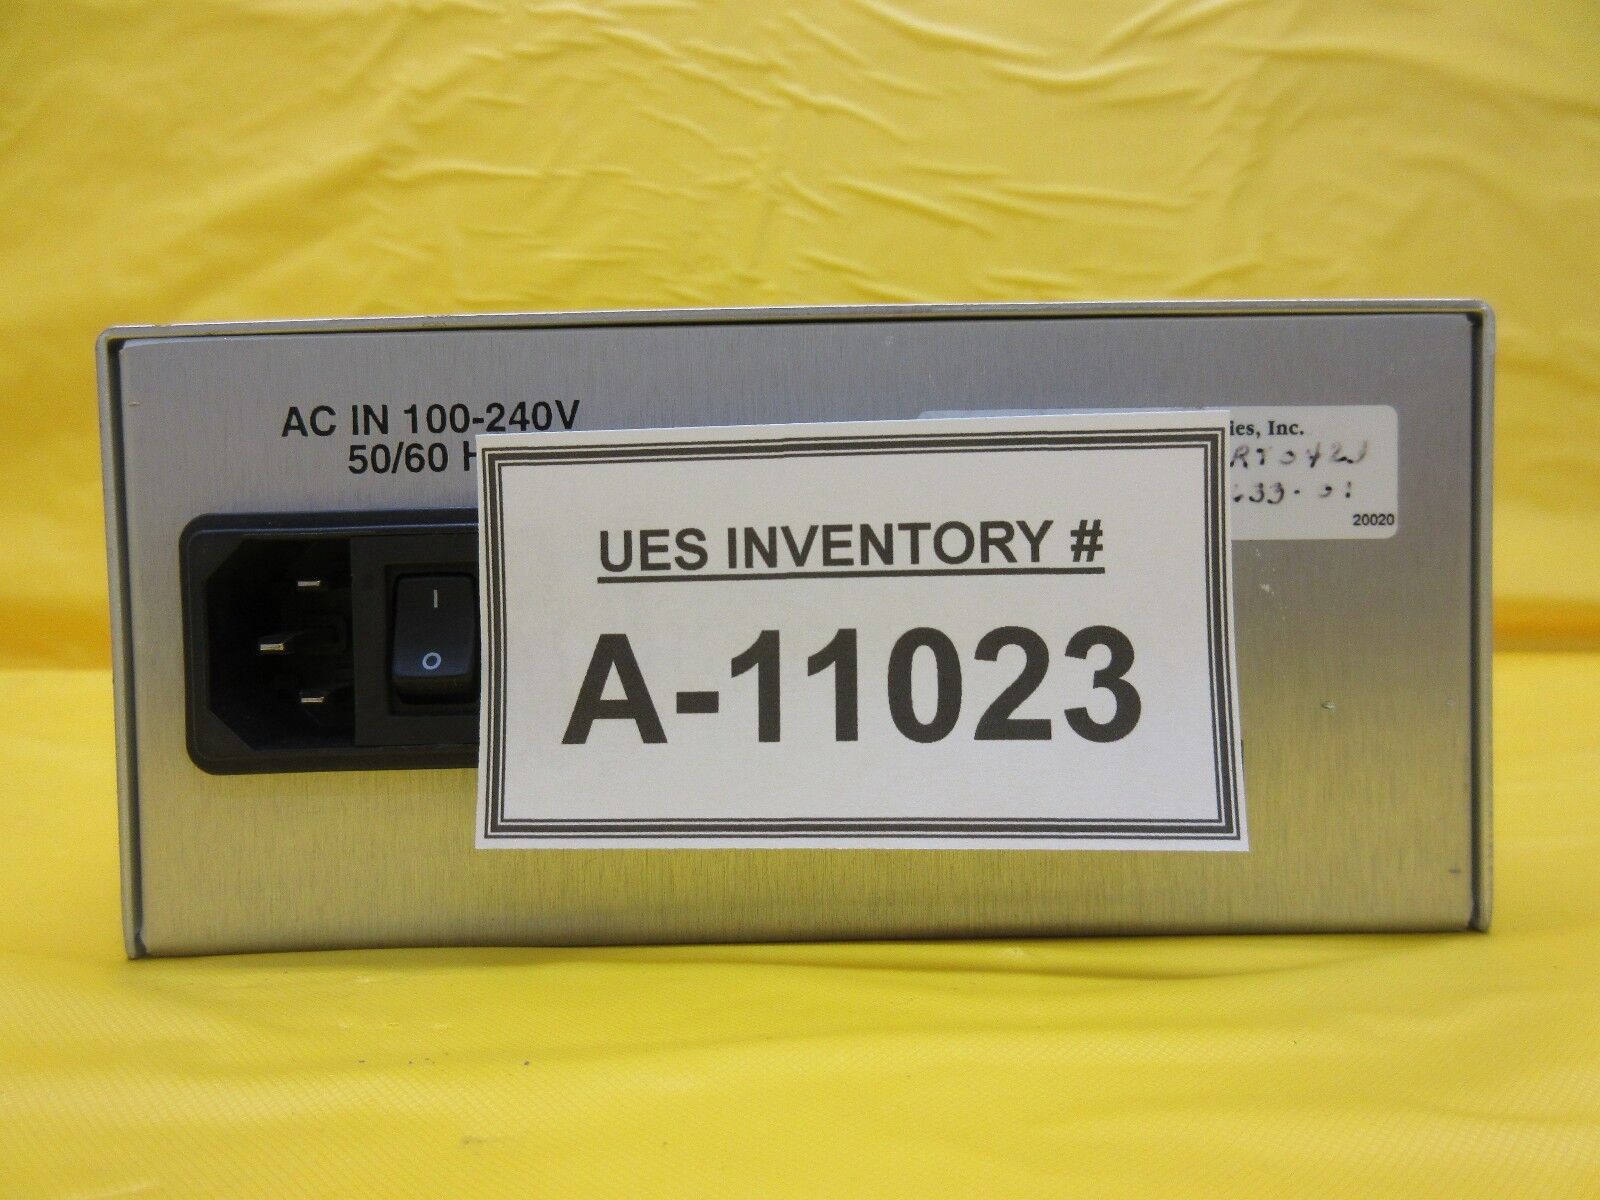 AC IN 100-240V
50/60
ies, Inc.
20020
UES INVENTORY #
A-11023
I
O